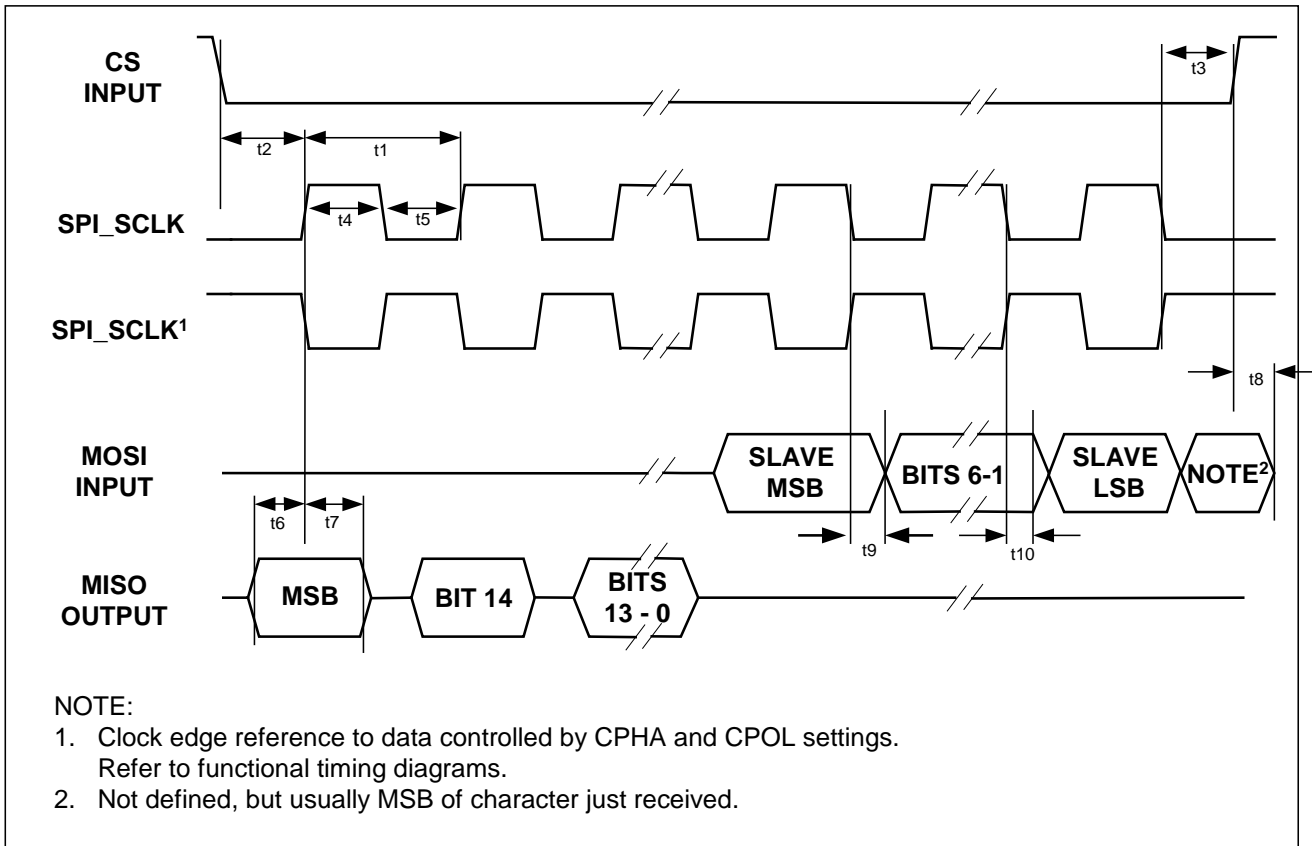 CS
INPUT
t3
t2
t1
t4
t5
SPI_SCLK
SPI_SCLK1
t8
MOSI
INPUT
SLAVE
MSB
BITS 6-1
SLAVE
LSB
NOTE2
t6
t7
t9
t10
MISO
OUTPUT
MSB
BIT 14
BITS
13 - 0
NOTE:
1. Clock edge reference to data controlled by CPHA and CPOL settings.
Refer to functional timing diagrams.
2. Not defined, but usually MSB of character just received.